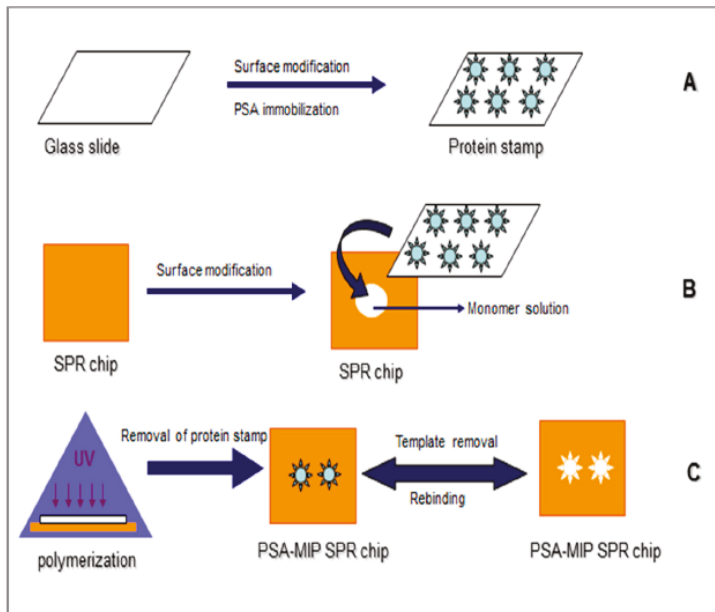 Surface modification
PSA immobilization
A
Glass slide
Protein stamp
Surface modification
B
Monomer solution
SPR chip
SPR chip
Removal of protein stamp
Template removal
UV
C
Rebinding
polymerization
PSA-MIP SPR chip
PSA-MIP SPR chip